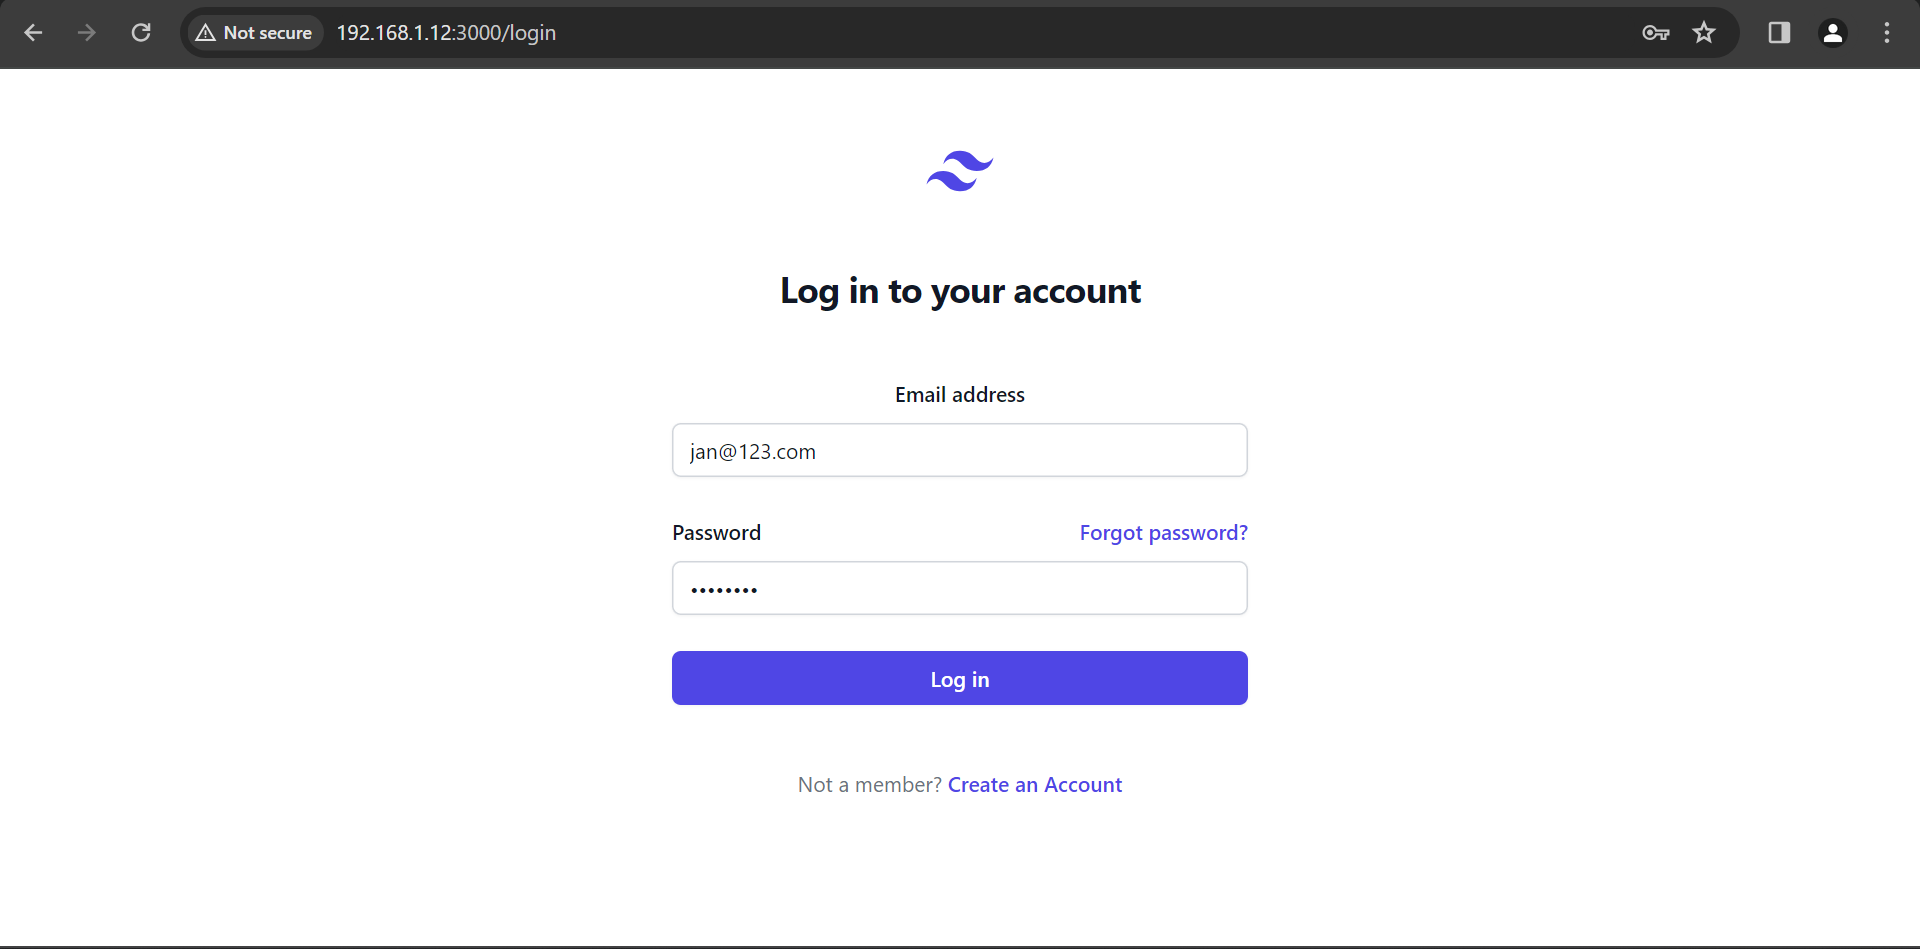 Not secure 192.168.1.12:3000/login
Log in to your account
Email address
jan@123.com
Password Forgot password?
••••••••
Log in
Not a member? Create an Account